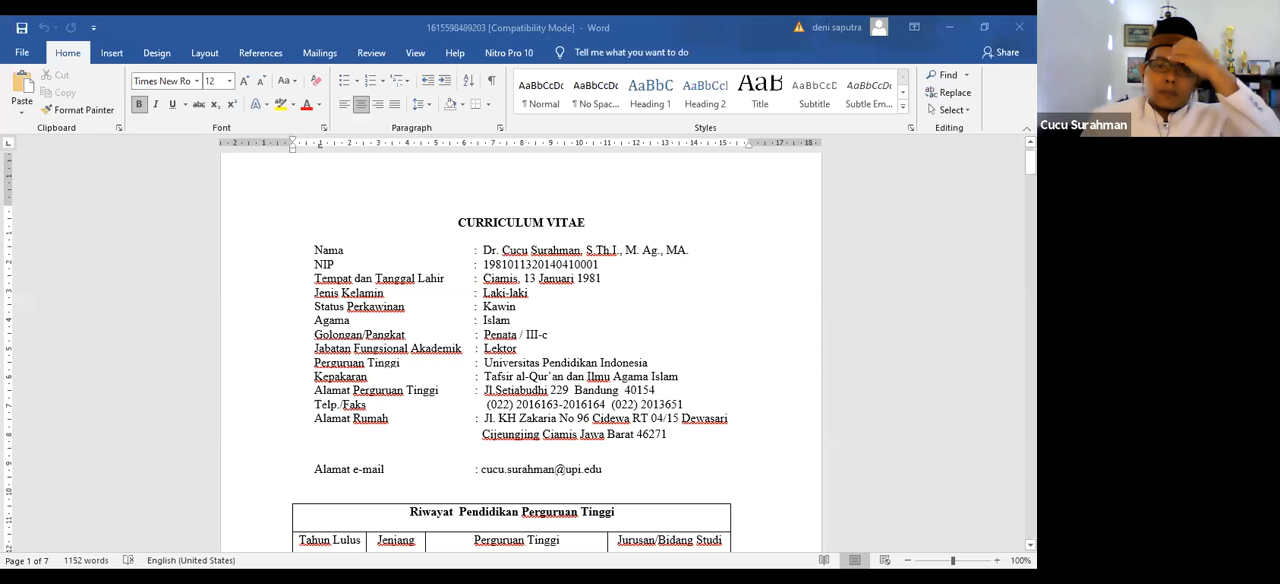 1615598489203 [Compatibility Mode] - Word
deni saputra
File Home Insert Design Layout References Mailings Review View Help Nitro Pro 10 Tell me what you want to do Share
Paste
Cut
Copy
Format Painter
Clipboard
Times New Ro 12
Font
Paragraph
AaBbCcDc AaBbCcDc AaBbC AaBbCc AaB AaBbCcD AaBbCcDc
¶ Normal ¶ No Spac... Heading 1 Heading 2 Title Subtitle Subtle Em...
Styles
Find
Replace
Select
Editing
Cucu Surahman
CURRICULUM VITAE
Nama : Dr. Cucu Surahman, S.Th.I., M. Ag., MA.
NIP : 1981011320140410001
Tempat dan Tanggal Lahir : Ciamis, 13 Januari 1981
Jenis Kelamin : Laki-laki
Status Perkawinan : Kawin
Agama : Islam
Golongan/Pangkat : Penata / III-c
Jabatan Fungsional Akademik : Lektor
Perguruan Tinggi : Universitas Pendidikan Indonesia
Kepakaran : Tafsir al-Qur’an dan Ilmu Agama Islam
Alamat Perguruan Tinggi : Jl.Setiabudhi 229 Bandung 40154
Telp./Faks (022) 2016163-2016164 (022) 2013651
Alamat Rumah : Jl. KH Zakaria No 96 Cidewa RT 04/15 Dewasari
Cijeungjing Ciamis Jawa Barat 46271
Alamat e-mail : cucu.surahman@upi.edu
Riwayat Pendidikan Perguruan Tinggi
Tahun Lulus Jenjang Perguruan Tinggi Jurusan/Bidang Studi
Page 1 of 7 1152 words English (United States) 100%